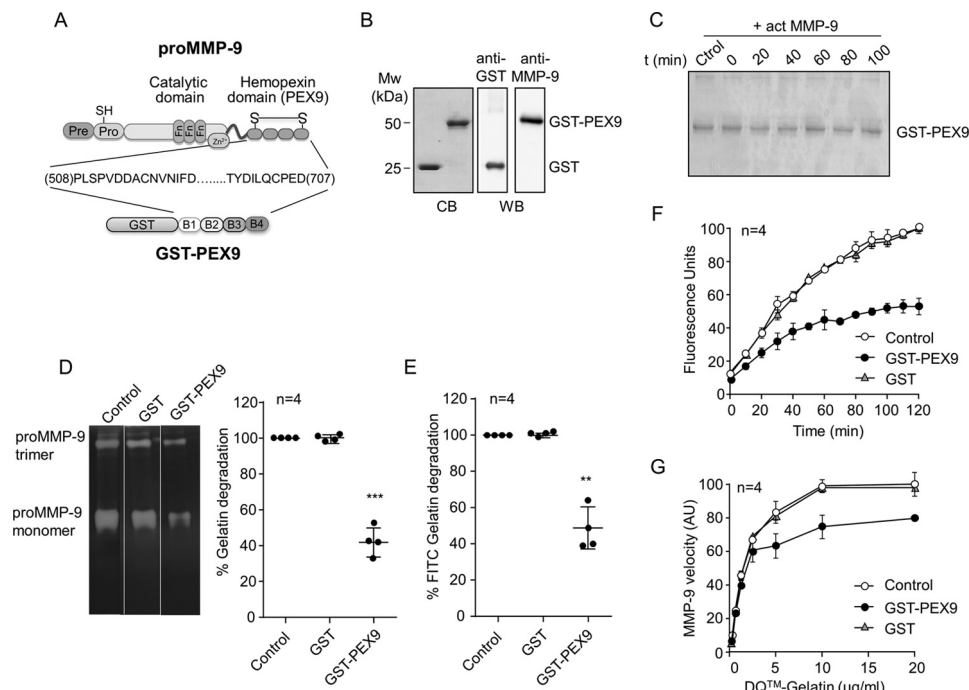 A
proMMP-9
Catalytic
domain
Hemopexin
domain (PEX9)
SH
S
S
Pre
Pro
Fn
Fn
Fn
Zn²⁺
(508)PLSPVDDACNVNIFD........TYDILQCPED(707)
GST
B1
B2
B3
B4
GST-PEX9
B
Mw
(kDa)
anti-
GST
anti-
MMP-9
50
25
GST-PEX9
GST
CB
WB
C
+ act MMP-9
t (min)
Ctrol
0
20
40
60
80
100
GST-PEX9
D
Control
GST
GST-PEX9
proMMP-9
trimer
proMMP-9
monomer
% Gelatin degradation
120
100
80
60
40
20
0
n=4
***
Control
GST
GST-PEX9
E
% FITC Gelatin degradation
120
100
80
60
40
20
0
n=4
**
Control
GST
GST-PEX9
F
Fluorescence Units
100
80
60
40
20
0
n=4
Control
GST-PEX9
GST
0 20 40 60 80 100 120
Time (min)
G
MMP-9 velocity (AU)
100
80
60
40
20
0
n=4
Control
GST-PEX9
GST
0 5 10 15 20
DQ™-Gelatin (µg/ml)